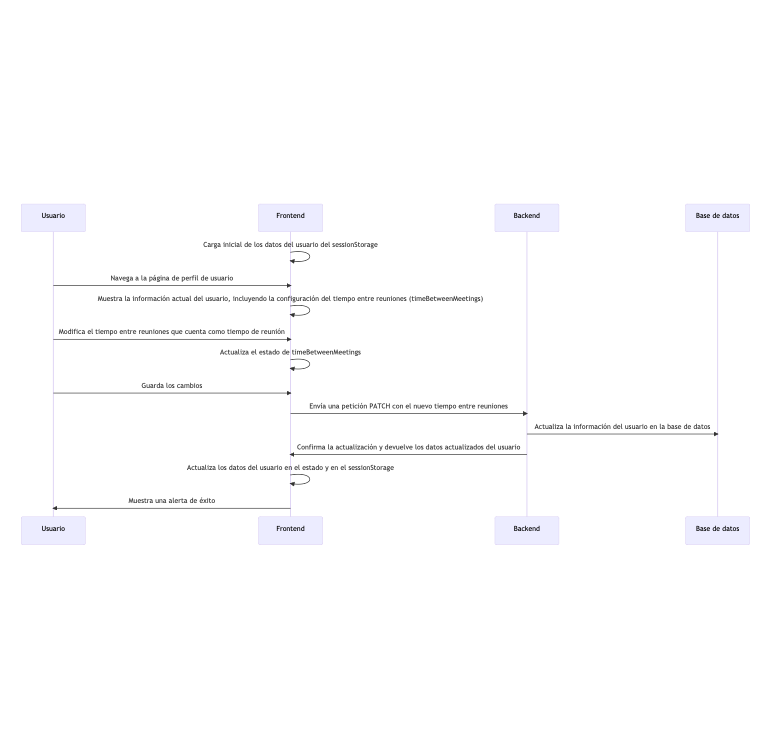 Usuario
Frontend
Backend
Base de datos
Carga inicial de los datos del usuario del sessionStorage
Navega a la página de perfil de usuario
Muestra la información actual del usuario, incluyendo la configuración del tiempo entre reuniones (timeBetweenMeetings)
Modifica el tiempo entre reuniones que cuenta como tiempo de reunión
Actualiza el estado de timeBetweenMeetings
Guarda los cambios
Envía una petición PATCH con el nuevo tiempo entre reuniones
Actualiza la información del usuario en la base de datos
Confirma la actualización y devuelve los datos actualizados del usuario
Actualiza los datos del usuario en el estado y en el sessionStorage
Muestra una alerta de éxito
Usuario
Frontend
Backend
Base de datos